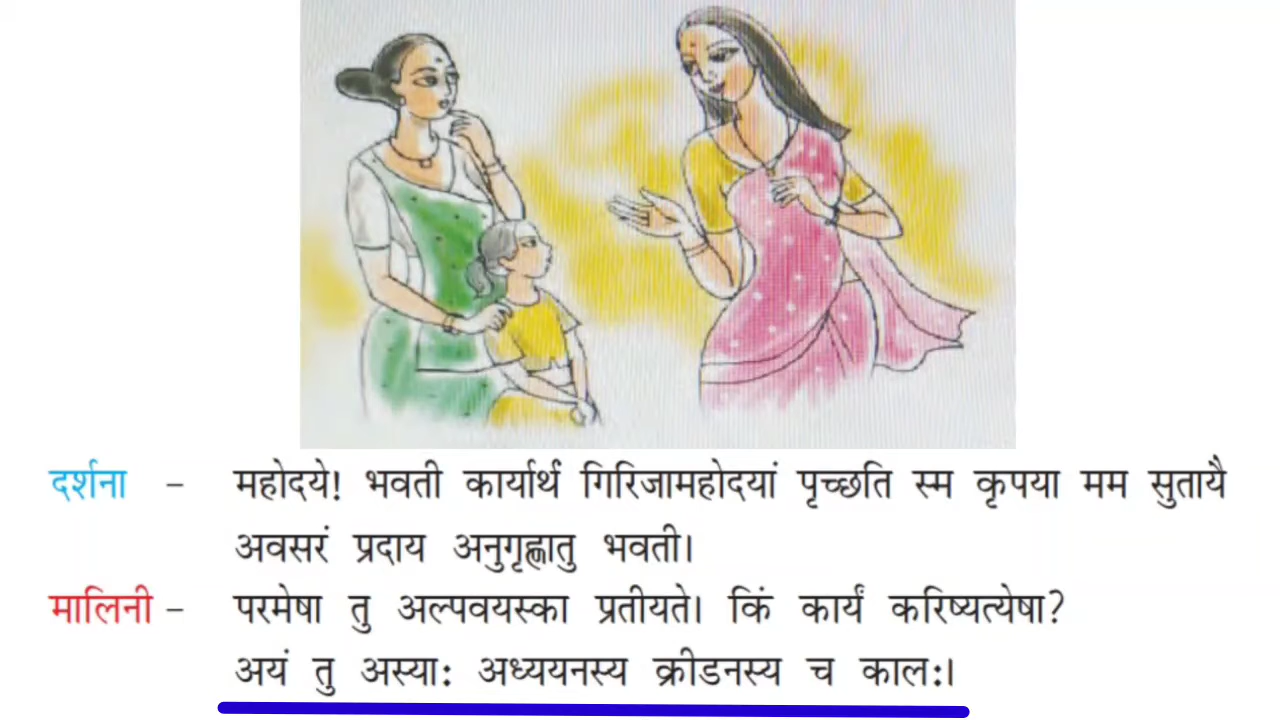 दर्शना – महोदये! भवती कार्यार्थं गिरिजामहोदयां पृच्छति स्म कृपया मम सुतायै
अवसरं प्रदाय अनुगृह्णातु भवती।
मालिनी – परमेषा तु अल्पवयस्का प्रतीयते। किं कार्यं करिष्यत्येषा?
अयं तु अस्याः अध्ययनस्य क्रीडनस्य च कालः।